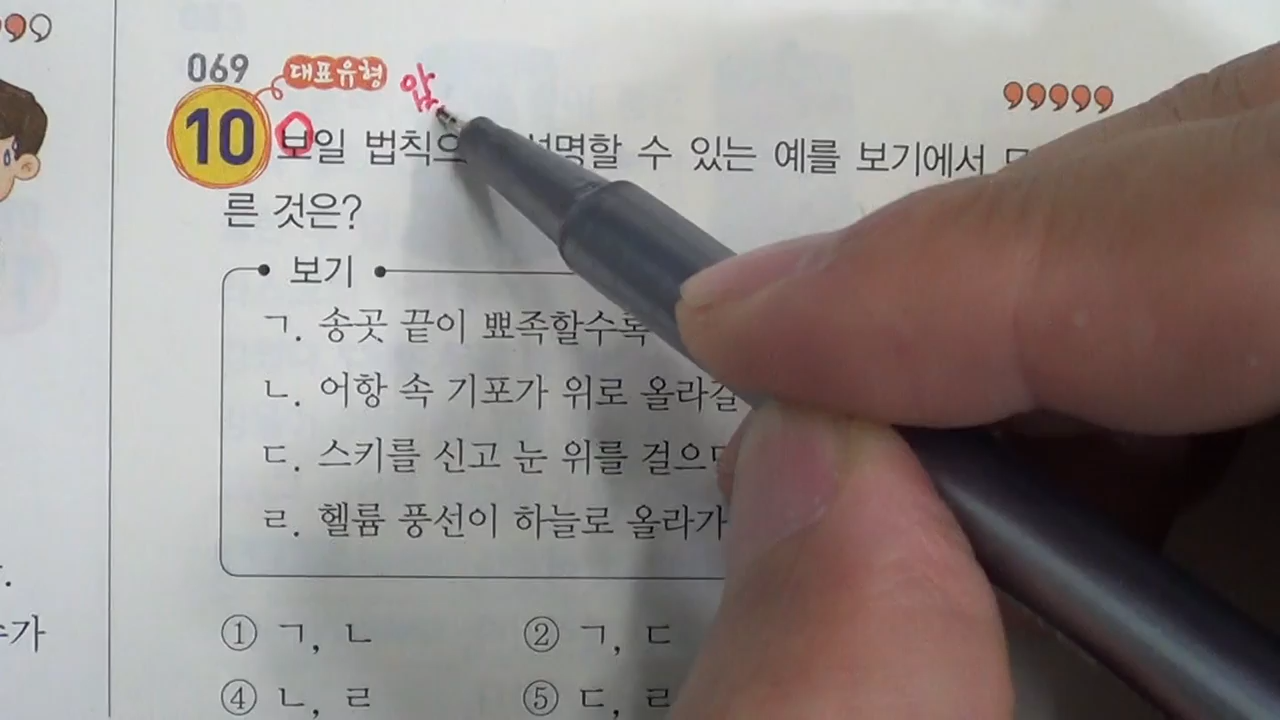 069 대표유형 압
10 보일 법칙으 설명할 수 있는 예를 보기에서
른 것은?
보기
ㄱ. 송곳 끝이 뾰족할수록
ㄴ. 어항 속 기포가 위로 올라갈
ㄷ. 스키를 신고 눈 위를 걸으
ㄹ. 헬륨 풍선이 하늘로 올라가
① ㄱ, ㄴ ② ㄱ, ㄷ
④ ㄴ, ㄹ ⑤ ㄷ, ㄹ